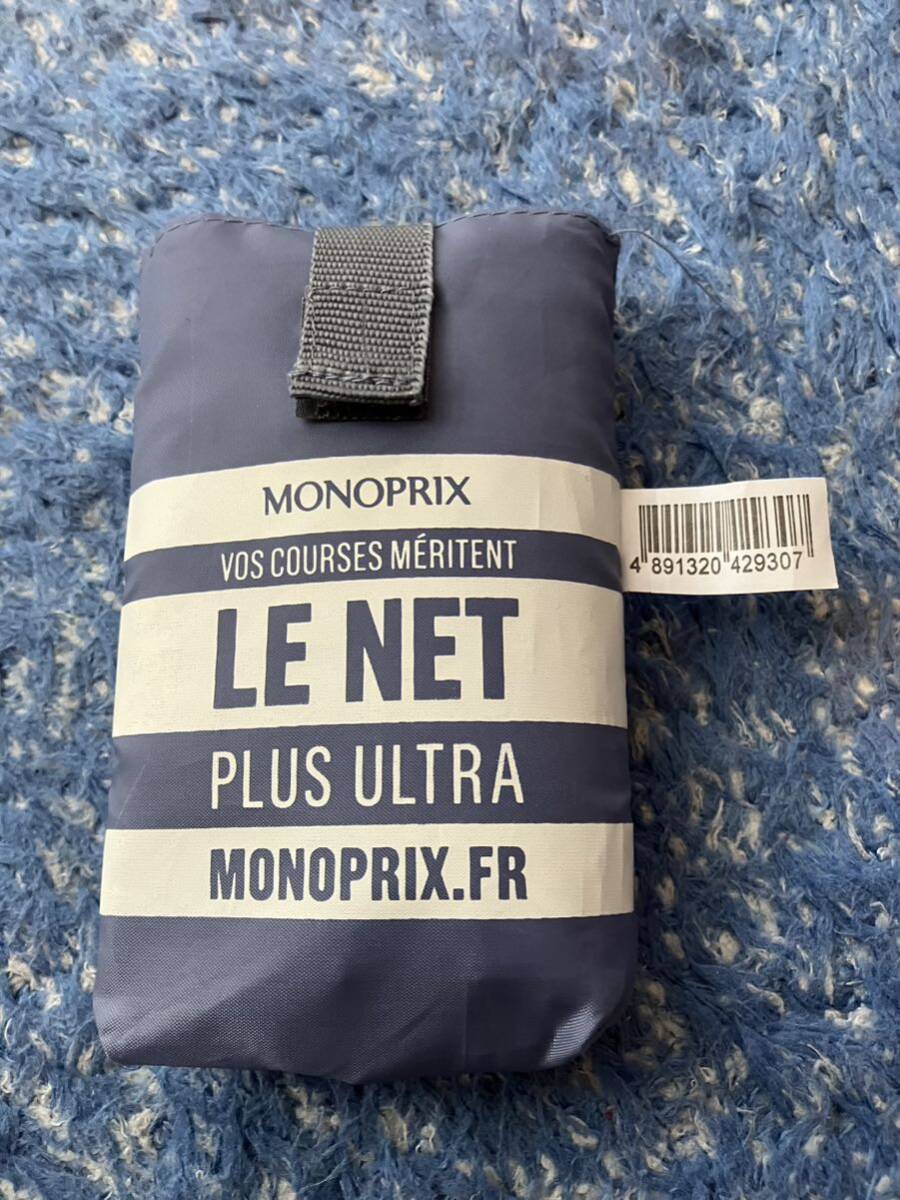 MONOPRIX
VOS COURSES MÉRITENT
LE NET
PLUS ULTRA
MONOPRIX.FR
4 891320 429307